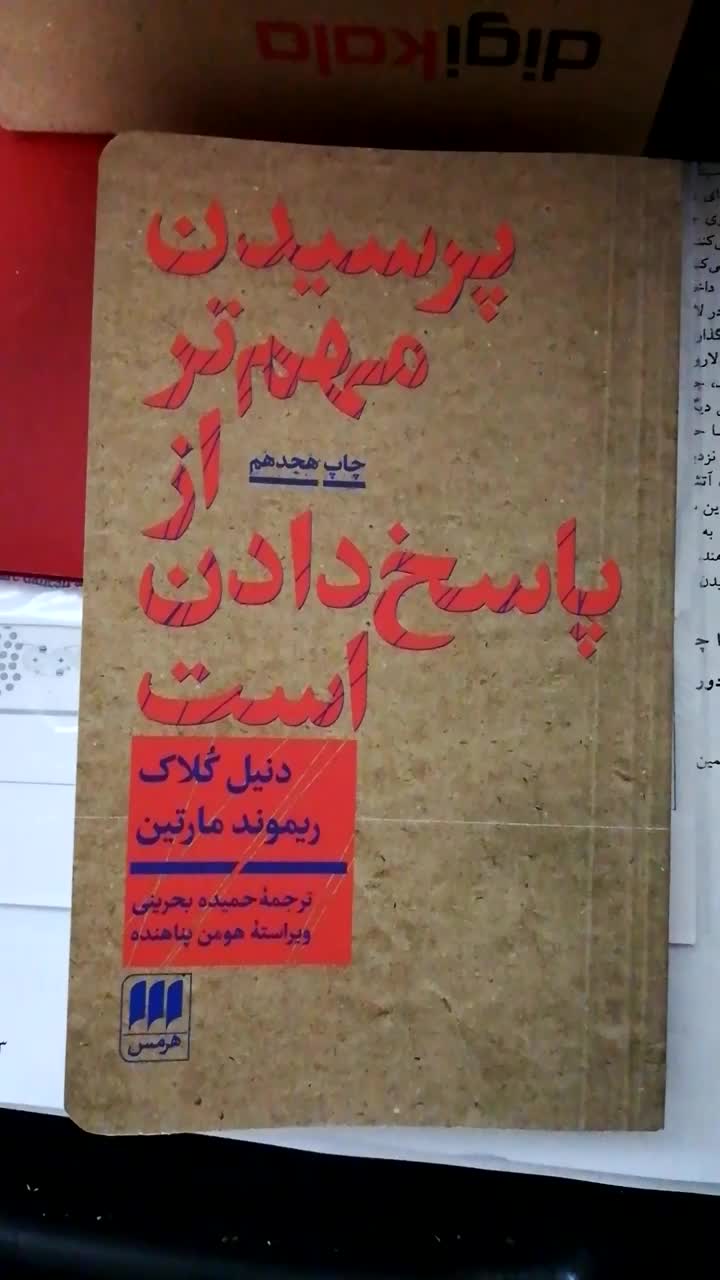 digikala
پرسیدن
مهم‌تر
از
چاپ هجدهم
پاسخ‌دادن
است
دنیل کُلاک
ریموند مارتین
ترجمهٔ حمیده بحرینی
ویراستهٔ هومن پناهنده
هرمس